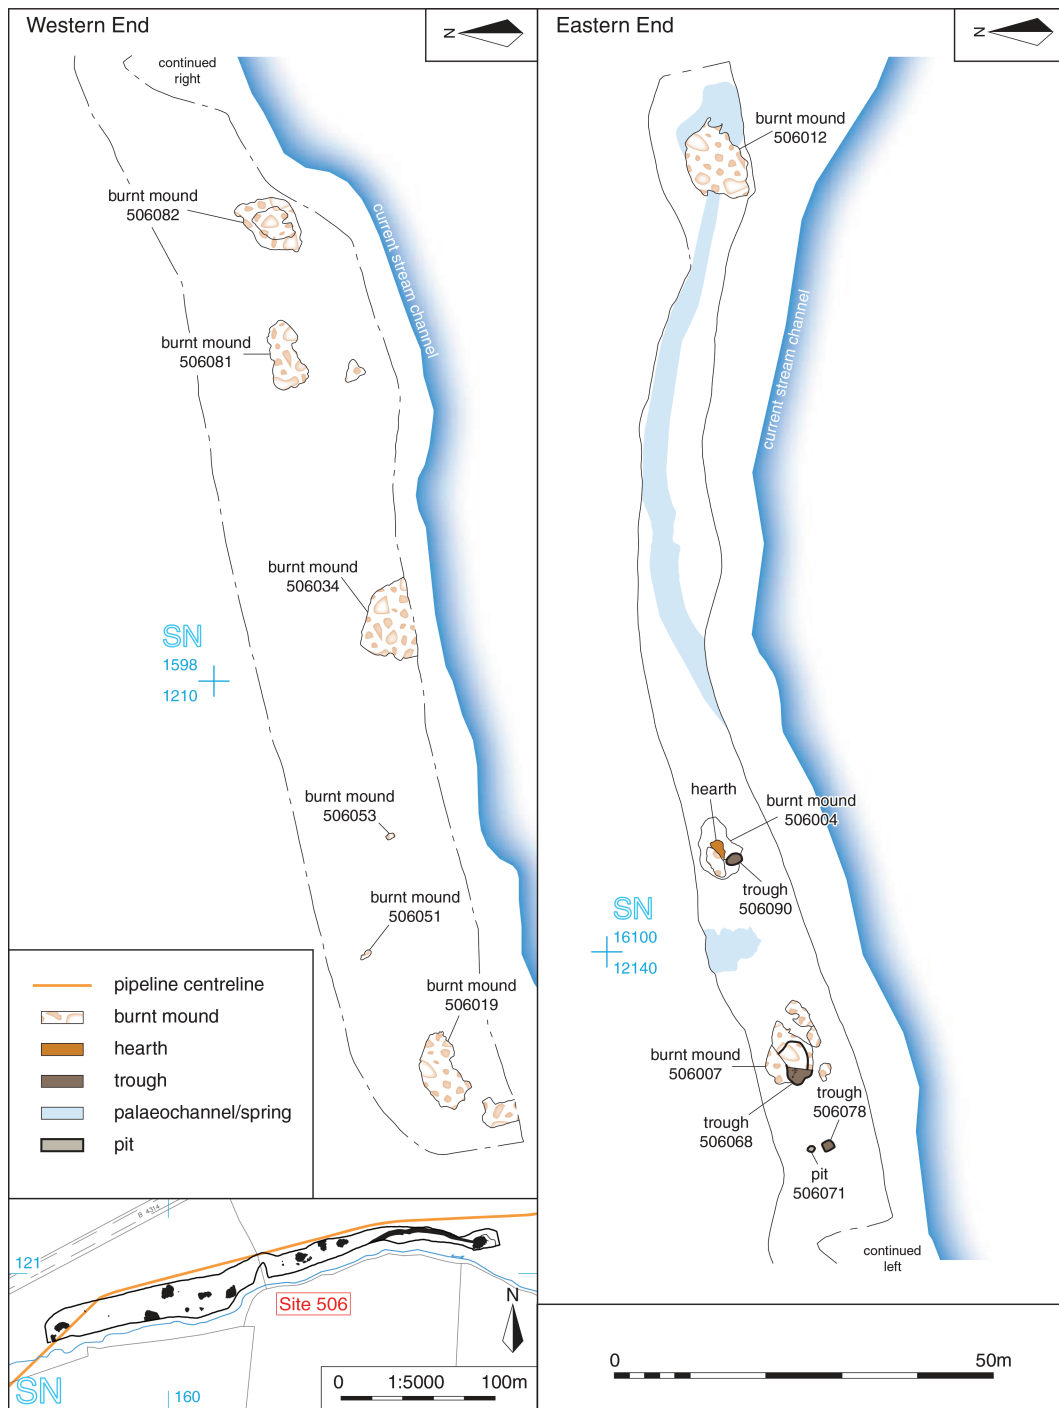 Western End
N
continued
right
burnt mound
506082
current stream channel
burnt mound
506081
burnt mound
506034
SN
1598
1210
burnt mound
506053
burnt mound
506051
burnt mound
506019
pipeline centreline
burnt mound
hearth
trough
palaeochannel/spring
pit
Eastern End
N
burnt mound
506012
current stream channel
hearth
burnt mound
506004
trough
506090
SN
16100
12140
burnt mound
506007
trough
506078
trough
506068
pit
506071
continued
left
B 4314
121
Site 506
N
SN
160
0 1:5000 100m
0 50m